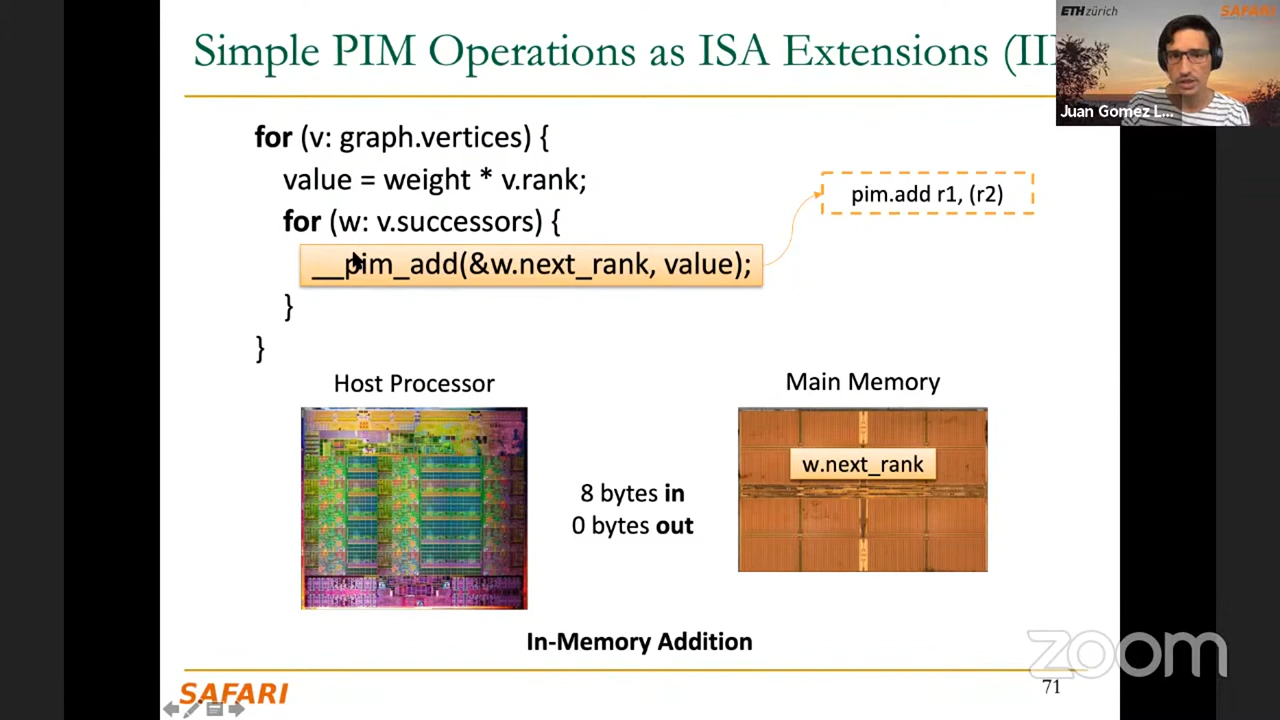 Simple PIM Operations as ISA Extensions (II
ETH zürich
SAFARI
Juan Gomez L...
for (v: graph.vertices) {
value = weight * v.rank;
for (w: v.successors) {
__pim_add(&w.next_rank, value);
}
}
pim.add r1, (r2)
Host Processor
Main Memory
w.next_rank
8 bytes in
0 bytes out
In-Memory Addition
zoom
SAFARI
71